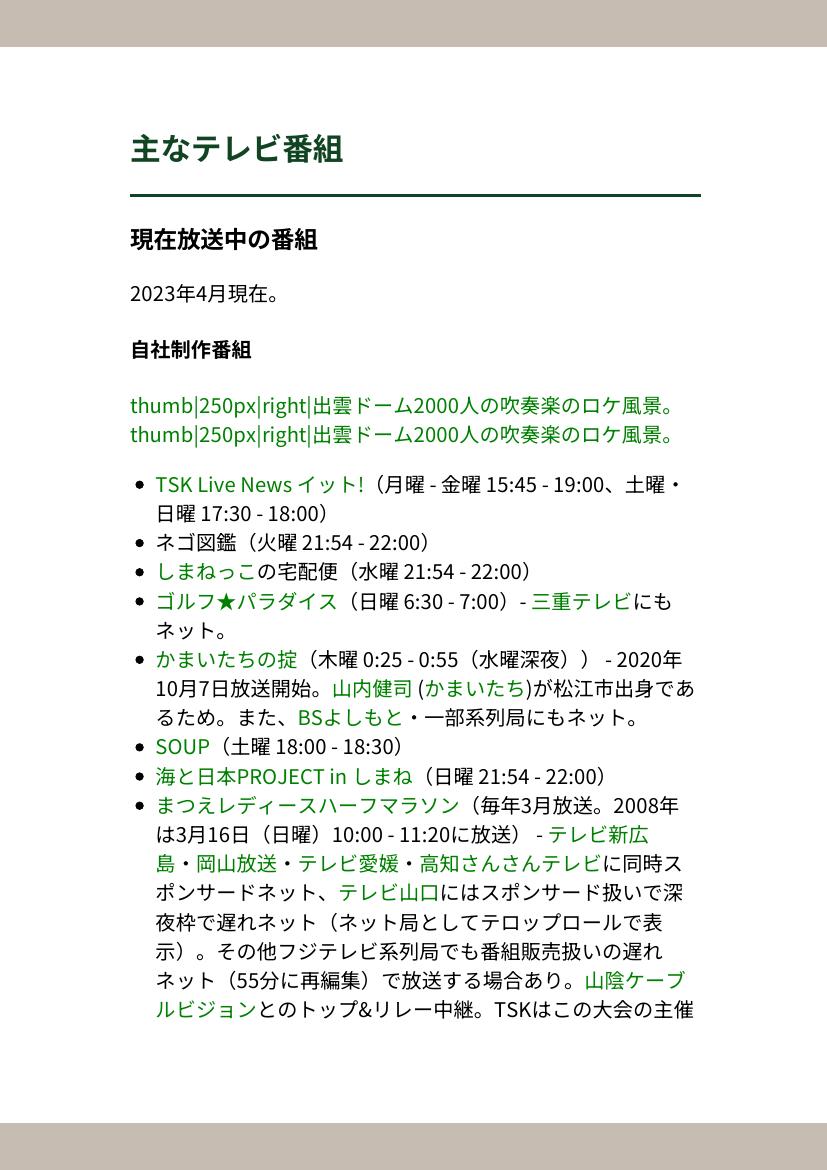 主なテレビ番組
現在放送中の番組
2023年4月現在。
自社制作番組
thumb|250px|right|出雲ドーム2000人の吹奏楽のロケ風景。
thumb|250px|right|出雲ドーム2000人の吹奏楽のロケ風景。
• TSK Live News イット!（月曜 - 金曜 15:45 - 19:00、土曜・
日曜 17:30 - 18:00）
• ネゴ図鑑（火曜 21:54 - 22:00）
• しまねっこの宅配便（水曜 21:54 - 22:00）
• ゴルフ★パラダイス（日曜 6:30 - 7:00）- 三重テレビにも
ネット。
• かまいたちの掟（木曜 0:25 - 0:55（水曜深夜）） - 2020年
10月7日放送開始。山内健司 (かまいたち)が松江市出身であ
るため。また、BSよしもと・一部系列局にもネット。
• SOUP（土曜 18:00 - 18:30）
• 海と日本PROJECT in しまね（日曜 21:54 - 22:00）
• まつえレディースハーフマラソン（毎年3月放送。2008年
は3月16日（日曜）10:00 - 11:20に放送） - テレビ新広
島・岡山放送・テレビ愛媛・高知さんさんテレビに同時ス
ポンサードネット、テレビ山口にはスポンサード扱いで深
夜枠で遅れネット（ネット局としてテロップロールで表
示）。その他フジテレビ系列局でも番組販売扱いの遅れ
ネット（55分に再編集）で放送する場合あり。山陰ケーブ
ルビジョンとのトップ&リレー中継。TSKはこの大会の主催